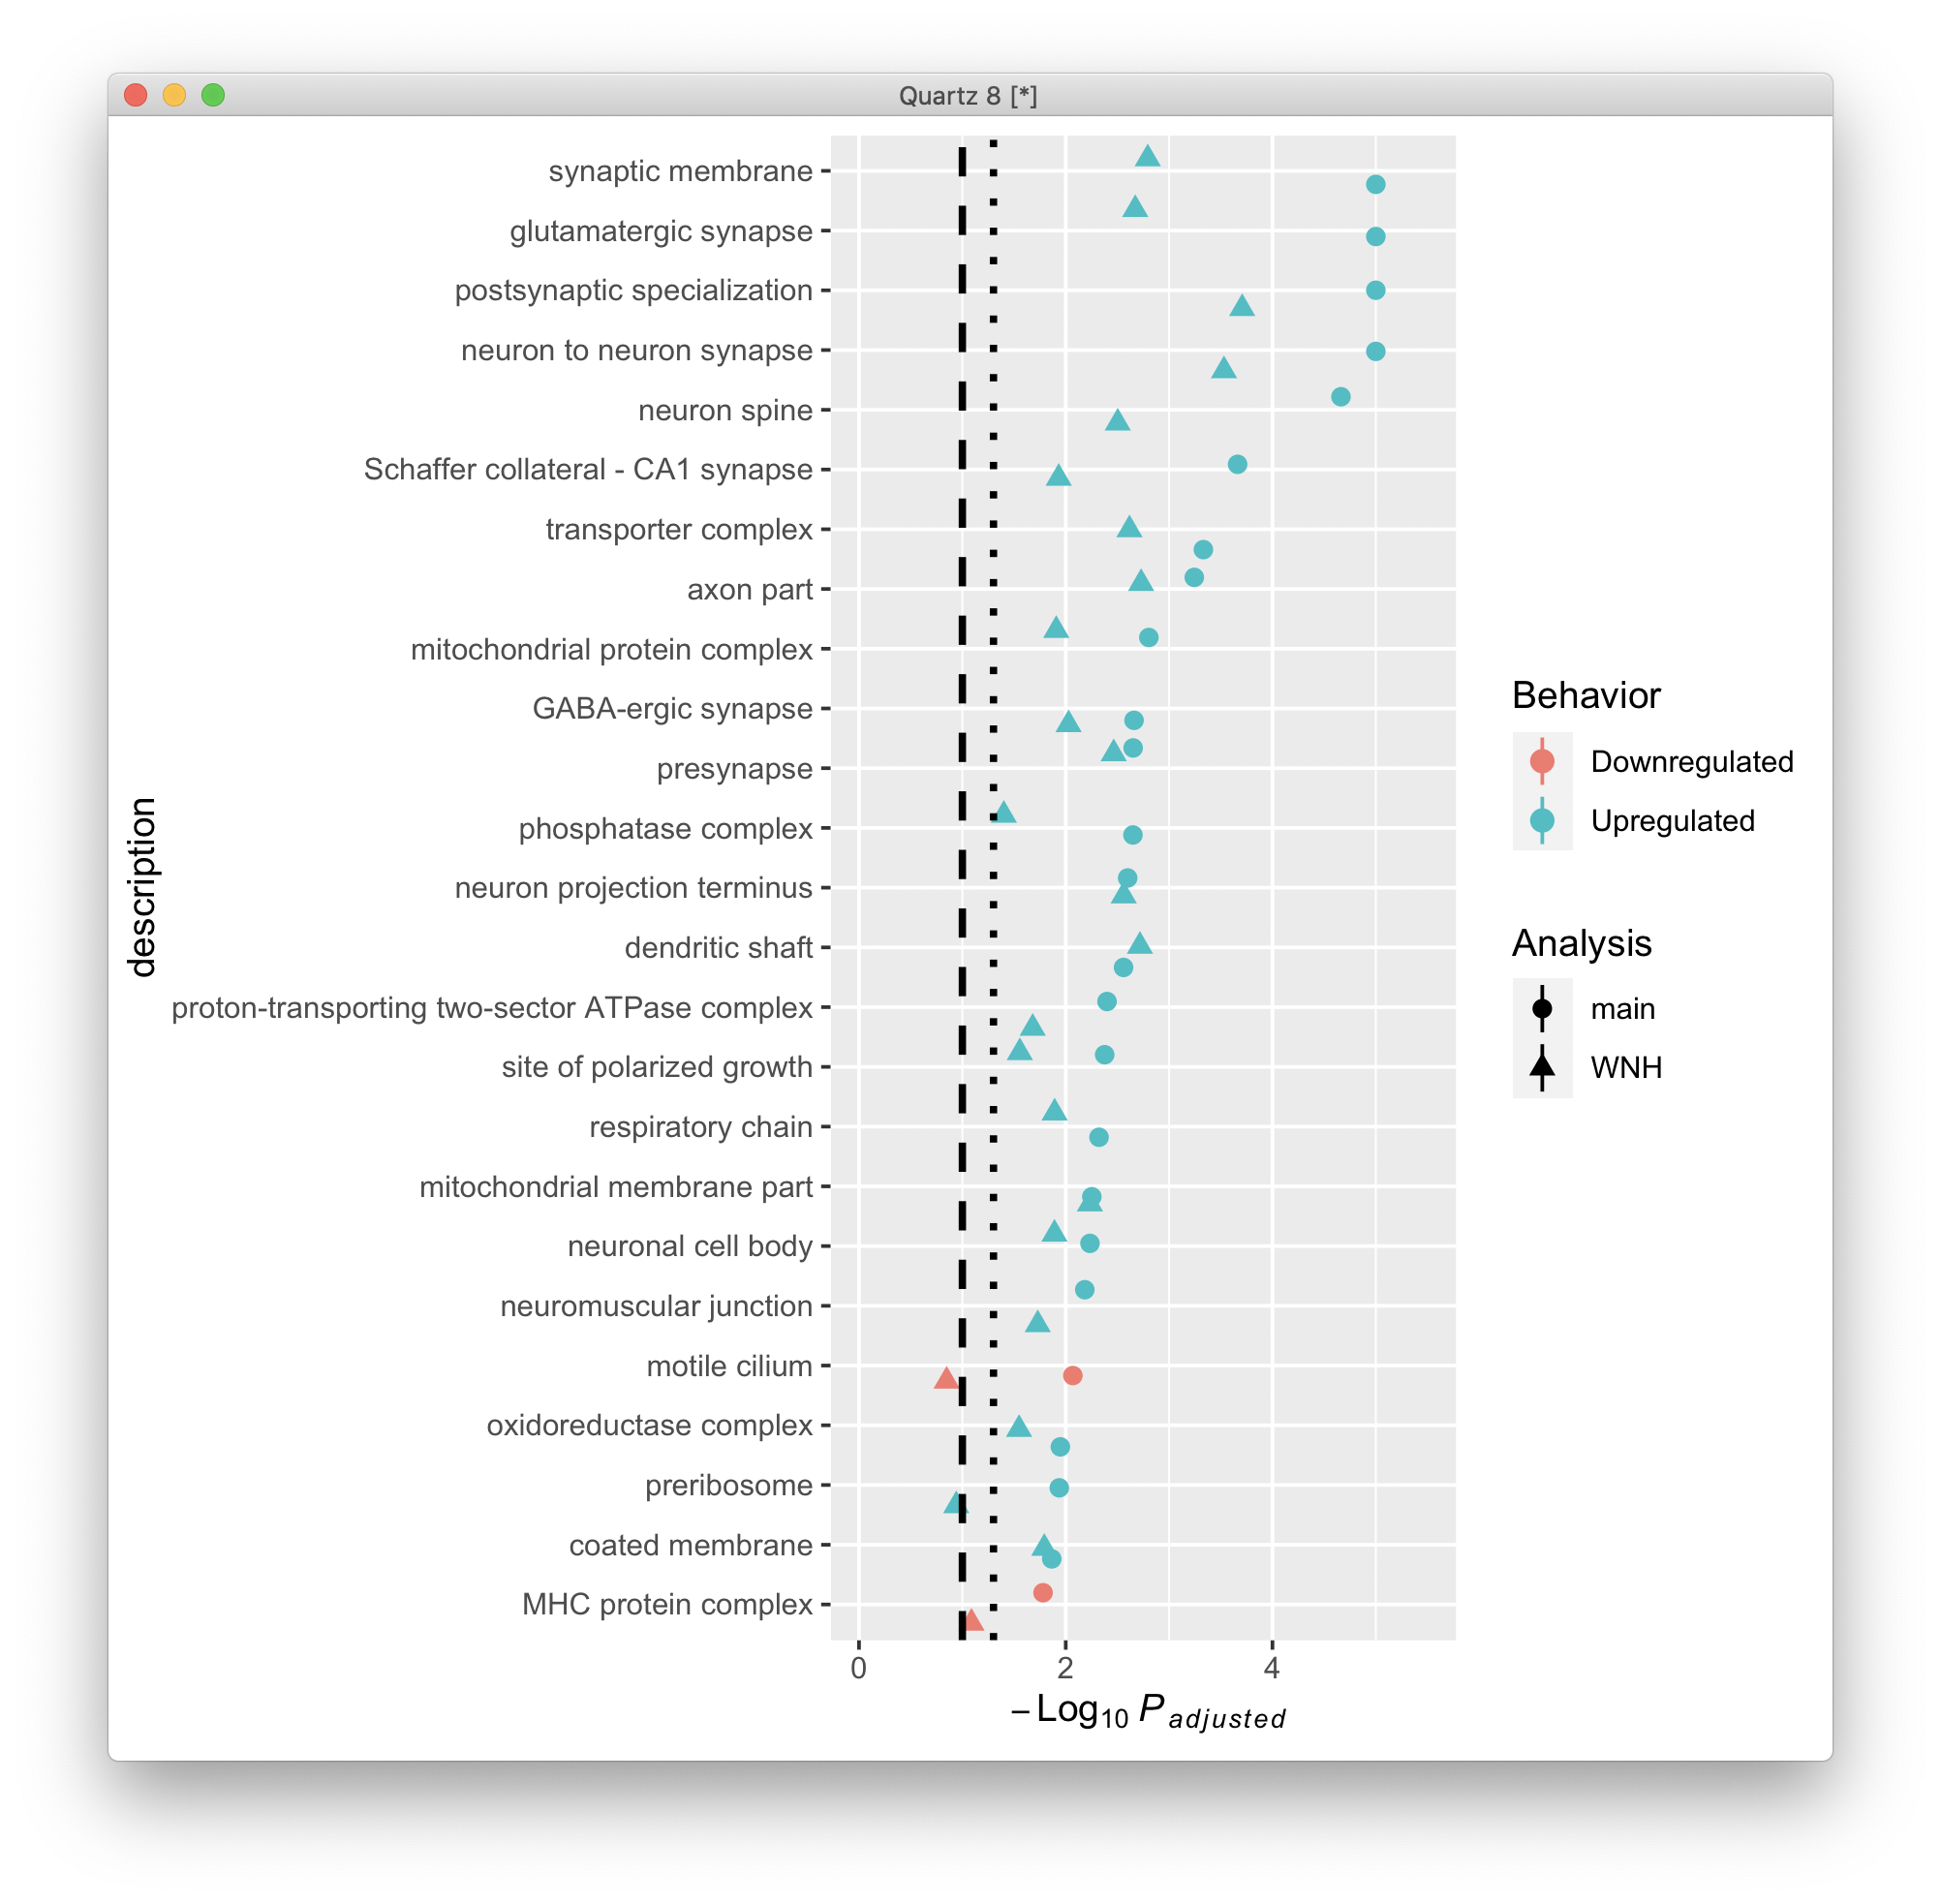 Quartz 8 [*]
synaptic membrane
glutamatergic synapse
postsynaptic specialization
neuron to neuron synapse
neuron spine
Schaffer collateral - CA1 synapse
transporter complex
axon part
mitochondrial protein complex
GABA-ergic synapse
presynapse
phosphatase complex
neuron projection terminus
dendritic shaft
proton-transporting two-sector ATPase complex
site of polarized growth
respiratory chain
mitochondrial membrane part
neuronal cell body
neuromuscular junction
motile cilium
oxidoreductase complex
preribosome
coated membrane
MHC protein complex
description
0 2 4
−Log10 P adjusted
Behavior
Downregulated
Upregulated
Analysis
main
WNH